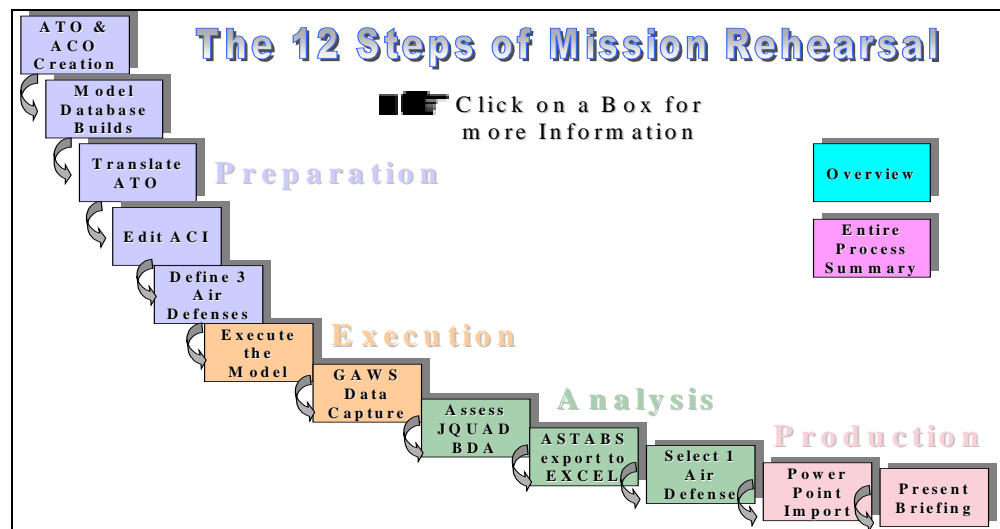 The 12 Steps of Mission Rehearsal
Click on a Box for
more Information
ATO &
ACO
Creation
Model
Database
Builds
Translate
ATO
Preparation
Edit ACI
Define 3
Air
Defenses
Execute
the
Model
Execution
GAWS
Data
Capture
Assess
JQUAD
BDA
Analysis
ASTABS
export to
EXCEL
Select 1
Air
Defense
Production
Power
Point
Import
Present
Briefing
Overview
Entire
Process
Summary